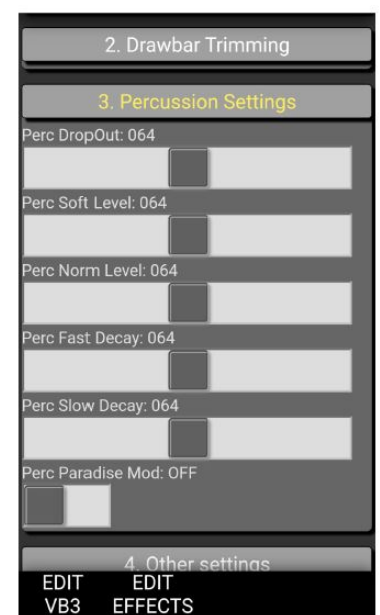 2. Drawbar Trimming
3. Percussion Settings
Perc DropOut: 064
Perc Soft Level: 064
Perc Norm Level: 064
Perc Fast Decay: 064
Perc Slow Decay: 064
Perc Paradise Mod: OFF
4. Other settings
EDIT EDIT
VB3 EFFECTS